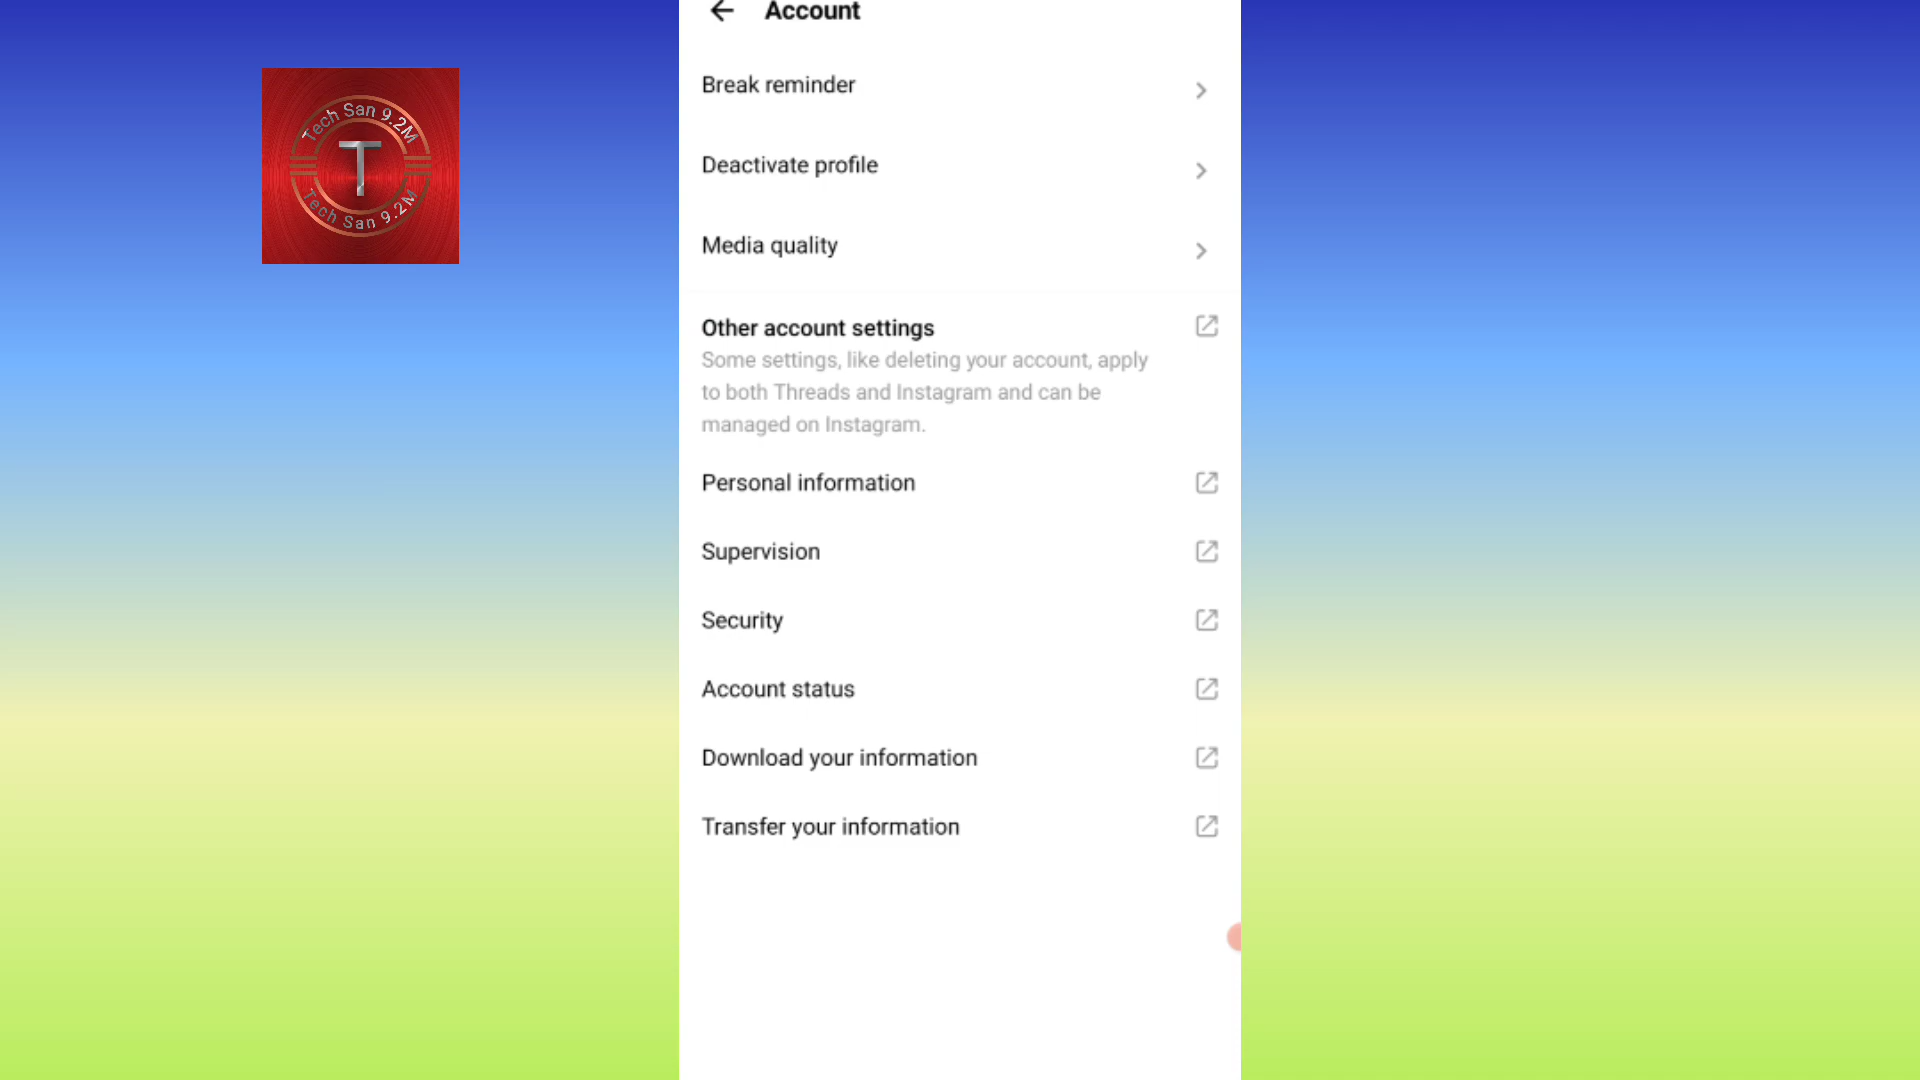 Account
Tech San 9.2M
T
Tech San 9.2M
Break reminder
Deactivate profile
Media quality
Other account settings
Some settings, like deleting your account, apply
to both Threads and Instagram and can be
managed on Instagram.
Personal information
Supervision
Security
Account status
Download your information
Transfer your information